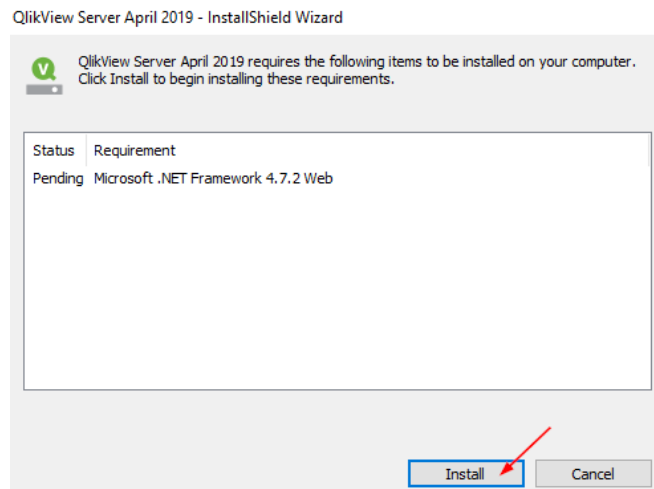 QlikView Server April 2019 - InstallShield Wizard
QlikView Server April 2019 requires the following items to be installed on your computer.
Click Install to begin installing these requirements.
Status Requirement
Pending Microsoft .NET Framework 4.7.2 Web
Install Cancel